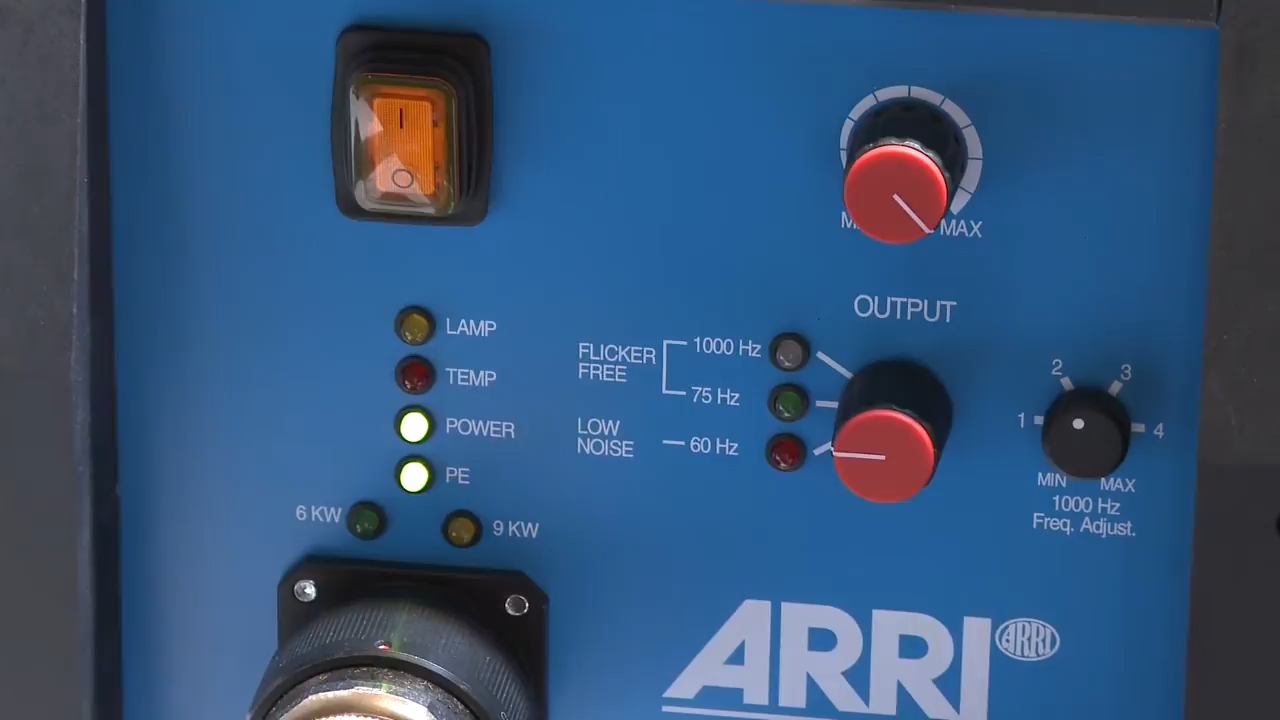 MAX
OUTPUT
LAMP
TEMP
POWER
PE
6 KW
9 KW
FLICKER
FREE
1000 Hz
75 Hz
LOW
NOISE
60 Hz
1
2
3
4
MIN
MAX
1000 Hz
Freq. Adjust.
ARRI
ARRI